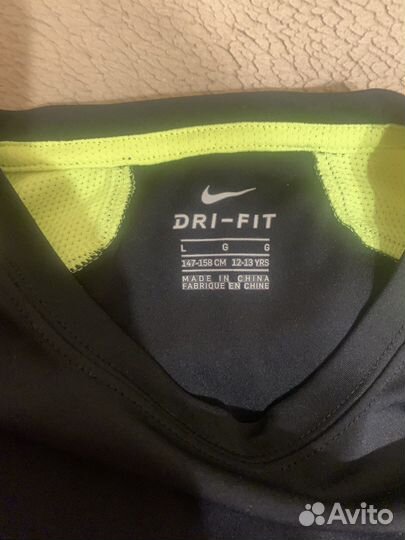 DRI-FIT
L G G
147-158 CM 12-13 YRS
MADE IN CHINA
FABRIQUE EN CHINE
Avito